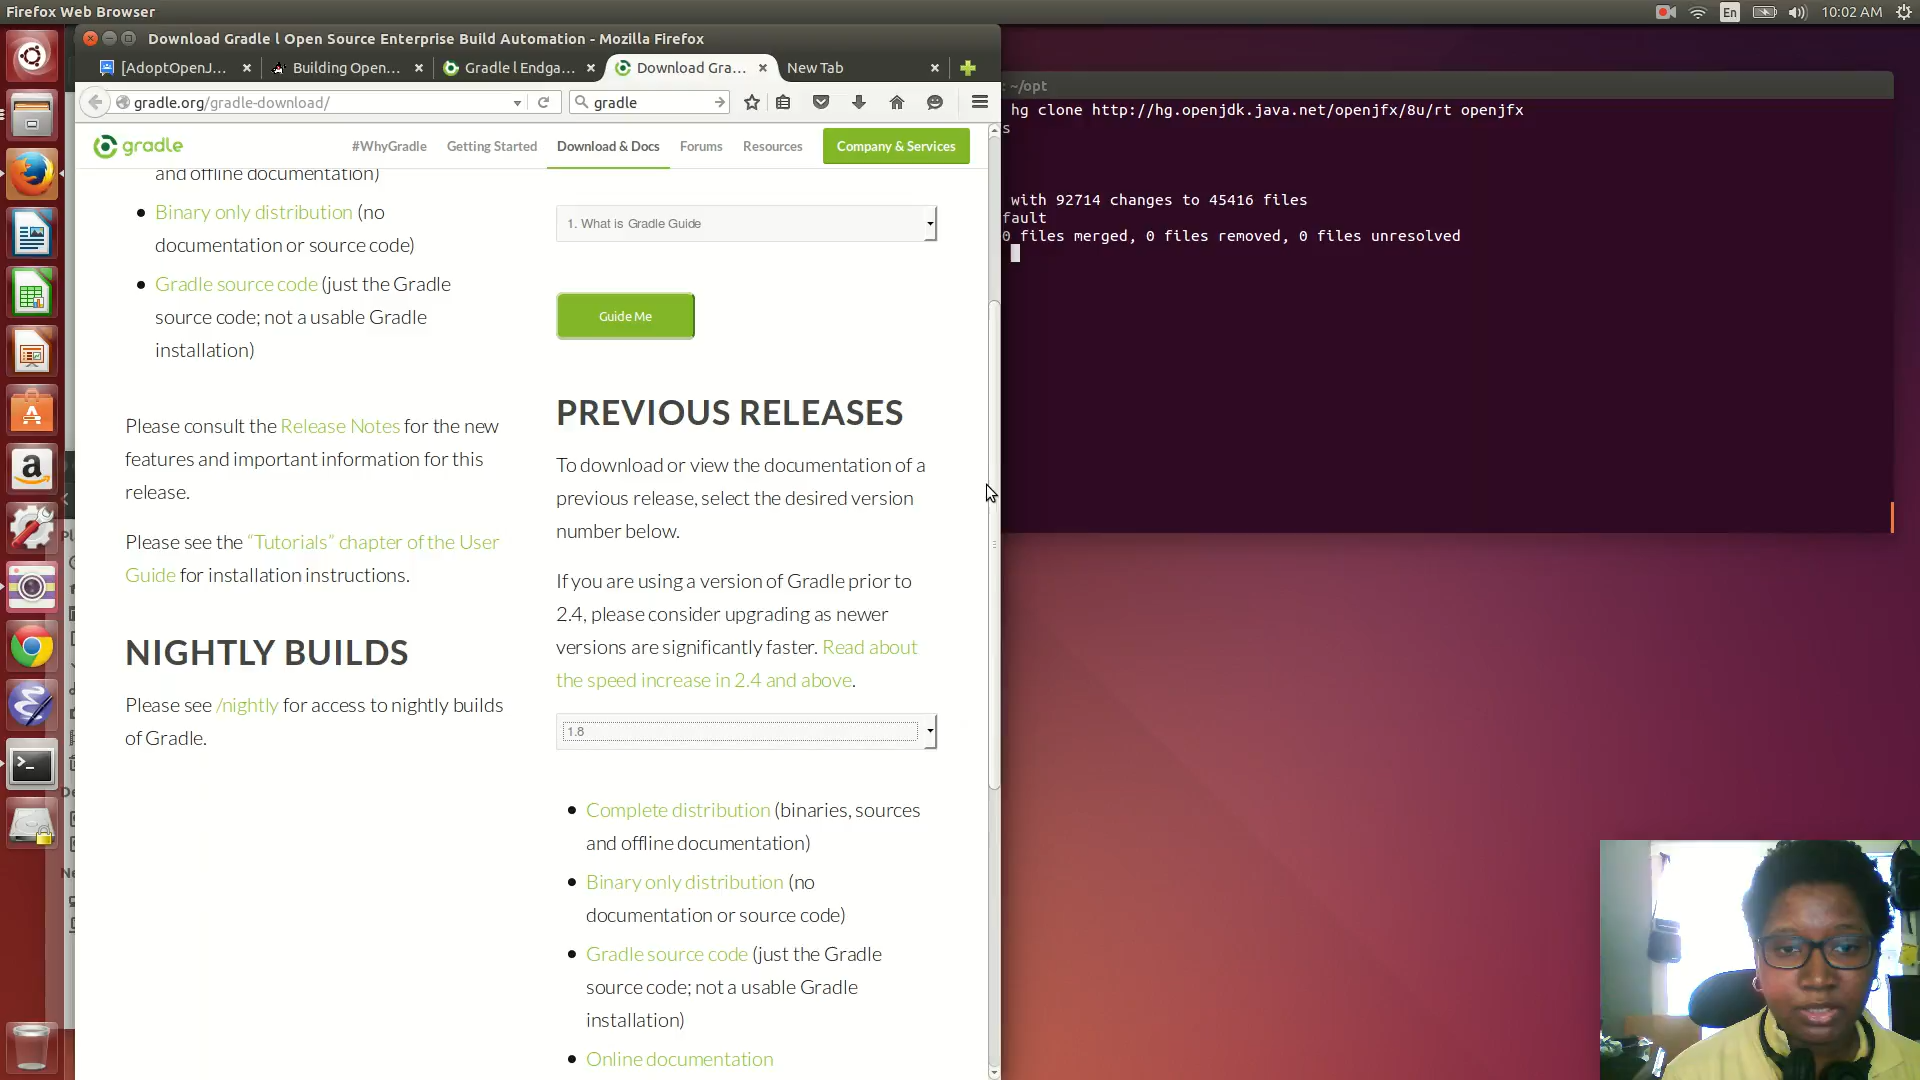 Firefox Web Browser
En
10:02 AM
Download Gradle l Open Source Enterprise Build Automation - Mozilla Firefox
[AdoptOpenJ...
Building Open...
Gradle l Endga...
Download Gra...
New Tab
gradle.org/gradle-download/
gradle
gradle
#WhyGradle
Getting Started
Download & Docs
Forums
Resources
Company & Services
and offline documentation)
Binary only distribution (no
documentation or source code)
Gradle source code (just the Gradle
source code; not a usable Gradle
installation)
Please consult the Release Notes for the new
features and important information for this
release.
Please see the “Tutorials” chapter of the User
Guide for installation instructions.
NIGHTLY BUILDS
Please see /nightly for access to nightly builds
of Gradle.
1. What is Gradle Guide
Guide Me
PREVIOUS RELEASES
To download or view the documentation of a
previous release, select the desired version
number below.
If you are using a version of Gradle prior to
2.4, please consider upgrading as newer
versions are significantly faster. Read about
the speed increase in 2.4 and above.
1.8
Complete distribution (binaries, sources
and offline documentation)
Binary only distribution (no
documentation or source code)
Gradle source code (just the Gradle
source code; not a usable Gradle
installation)
Online documentation
: ~/opt
hg clone http://hg.openjdk.java.net/openjfx/8u/rt openjfx
s
with 92714 changes to 45416 files
fault
0 files merged, 0 files removed, 0 files unresolved